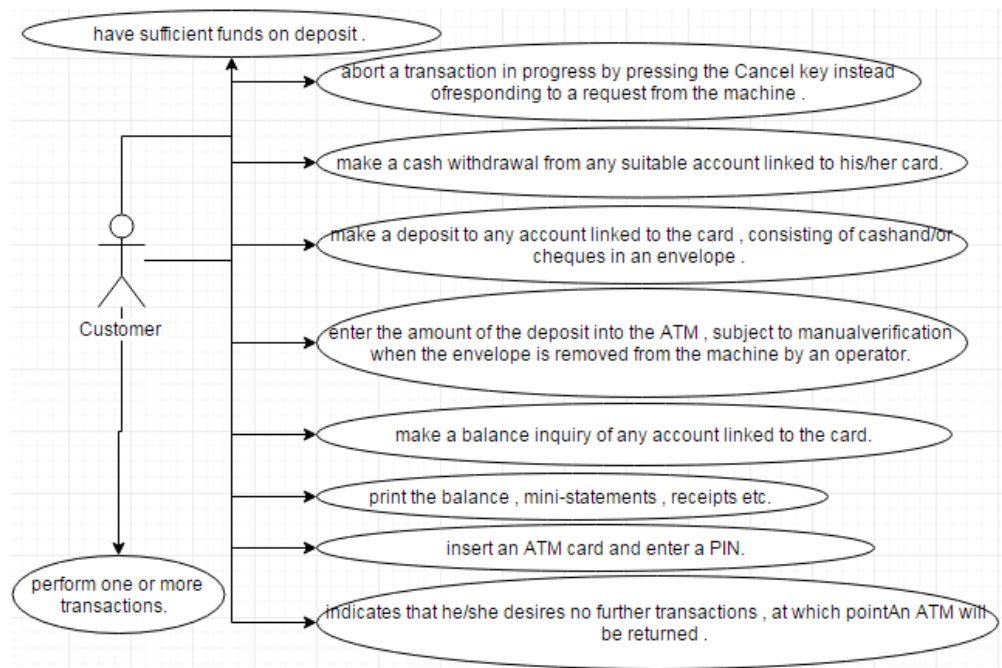 have sufficient funds on deposit .
abort a transaction in progress by pressing the Cancel key instead
ofresponding to a request from the machine .
make a cash withdrawal from any suitable account linked to his/her card.
make a deposit to any account linked to the card , consisting of cashand/or
cheques in an envelope .
Customer
enter the amount of the deposit into the ATM , subject to manualverification
when the envelope is removed from the machine by an operator.
make a balance inquiry of any account linked to the card.
print the balance , mini-statements , receipts etc.
insert an ATM card and enter a PIN.
perform one or more
transactions.
indicates that he/she desires no further transactions , at which pointAn ATM will
be returned .